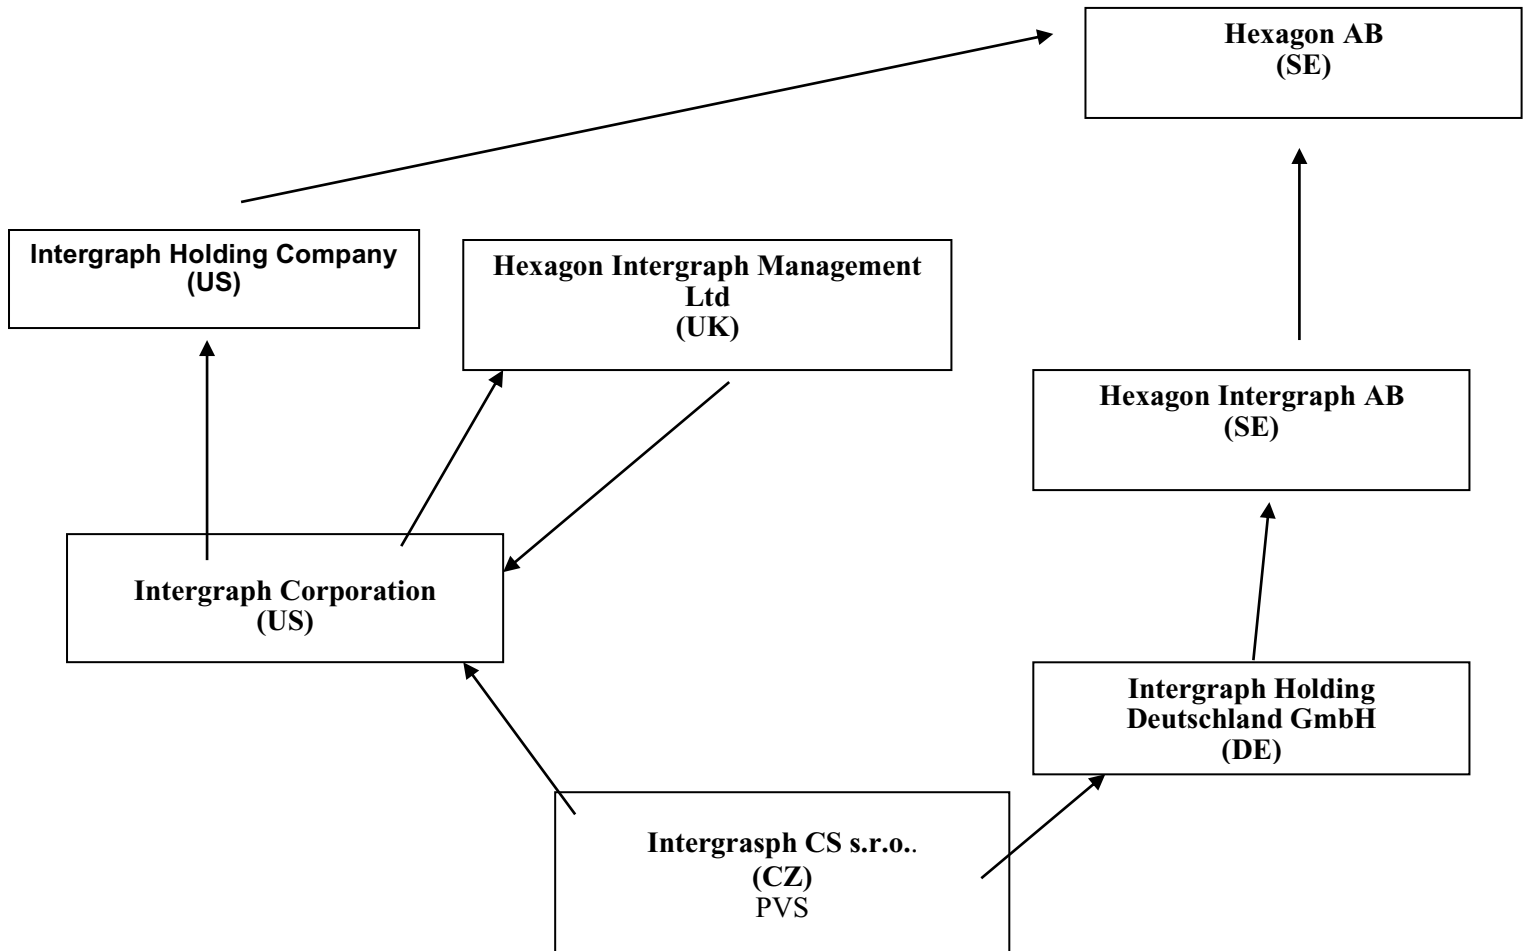 Hexagon AB
(SE)
Intergraph Holding Company
(US)
Hexagon Intergraph Management
Ltd
(UK)
Hexagon Intergraph AB
(SE)
Intergraph Corporation
(US)
Intergraph Holding
Deutschland GmbH
(DE)
Intergrasph CS s.r.o..
(CZ)
PVS